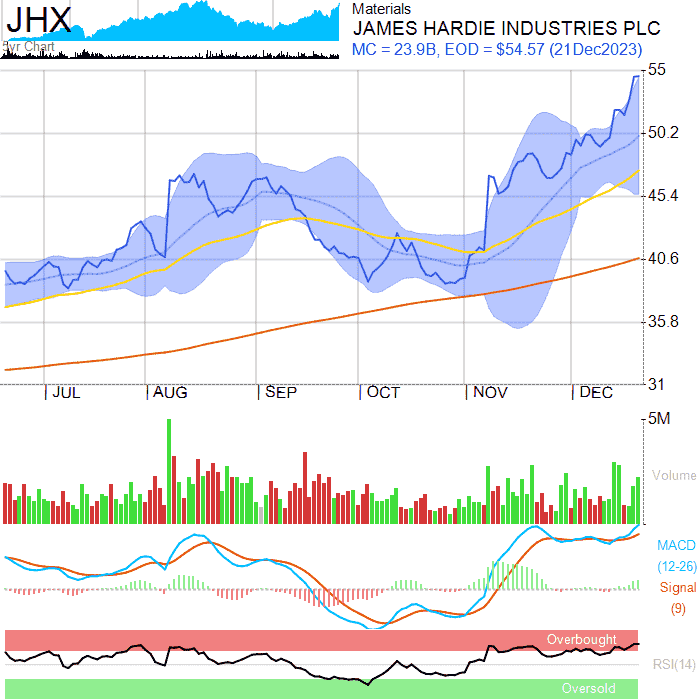 JHX
5yr Chart
Materials
JAMES HARDIE INDUSTRIES PLC
MC = 23.9B, EOD = $54.57 (21Dec2023)
55
50.2
45.4
40.6
35.8
31
JUL AUG SEP OCT NOV DEC
5M
Volume
MACD
(12-26)
Signal
(9)
Overbought
RSI(14)
Oversold